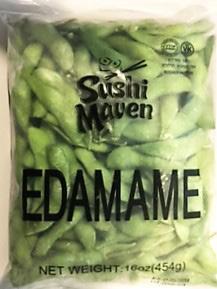 Sushi
Maven
EDAMAME
NET WEIGHT: 16oz(454g)